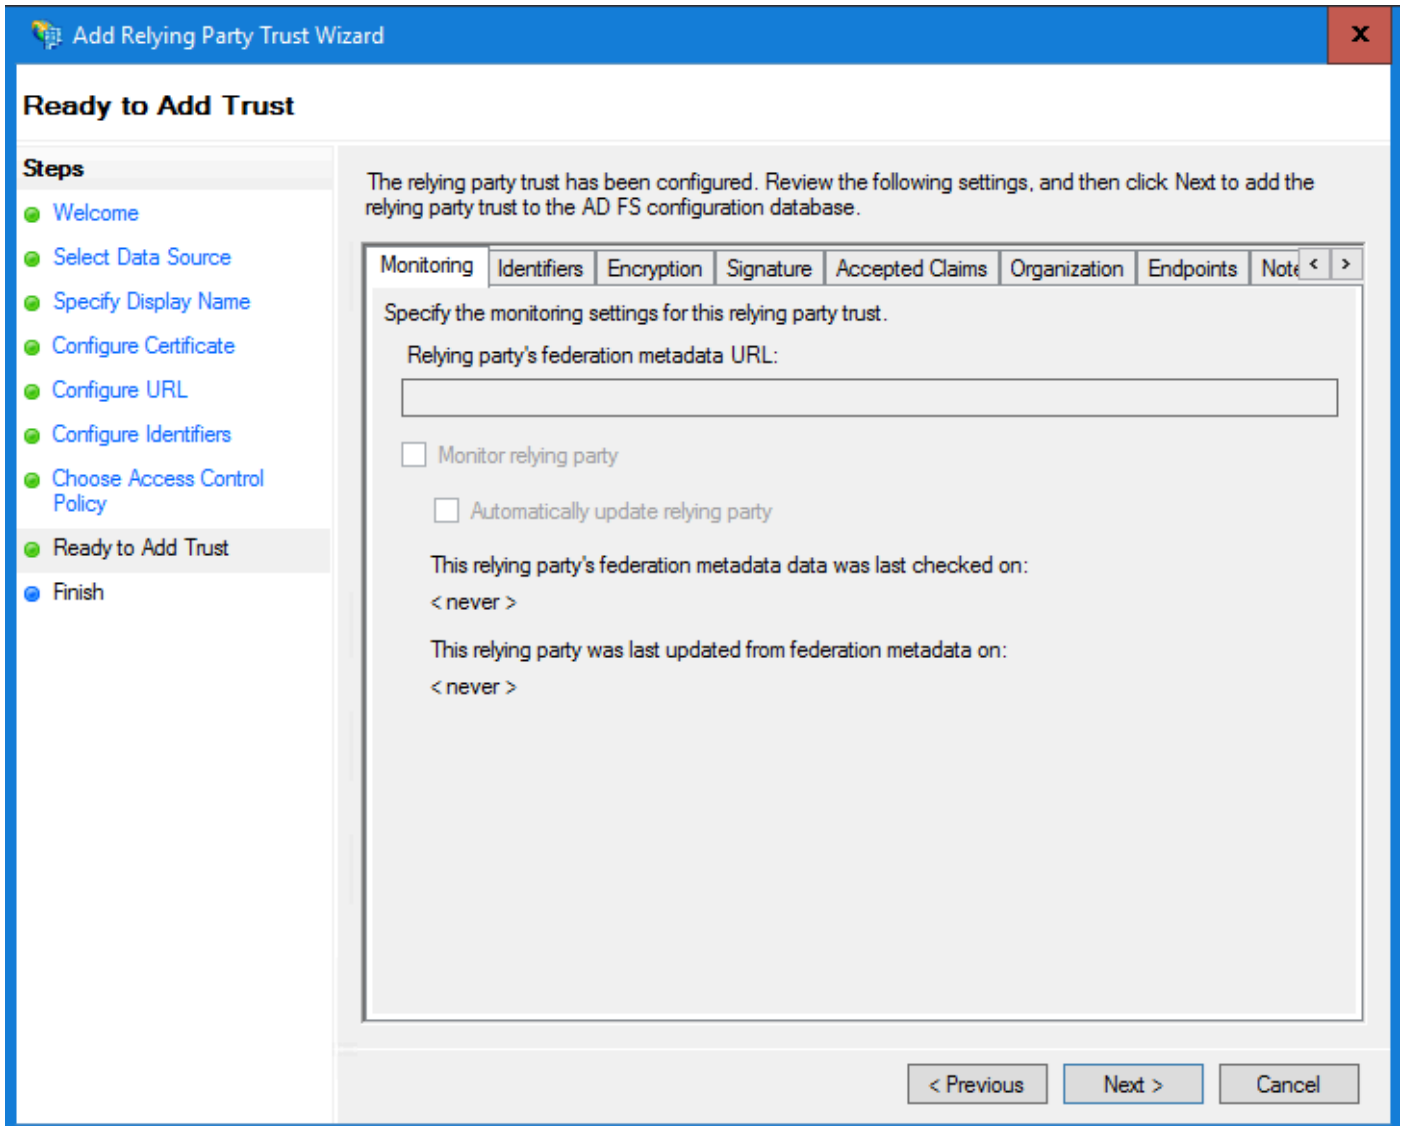 Add Relying Party Trust Wizard
x
Ready to Add Trust
Steps
Welcome
Select Data Source
Specify Display Name
Configure Certificate
Configure URL
Configure Identifiers
Choose Access Control
Policy
Ready to Add Trust
Finish
The relying party trust has been configured. Review the following settings, and then click Next to add the
relying party trust to the AD FS configuration database.
Monitoring Identifiers Encryption Signature Accepted Claims Organization Endpoints Note < >
Specify the monitoring settings for this relying party trust.
Relying party's federation metadata URL:
Monitor relying party
Automatically update relying party
This relying party's federation metadata data was last checked on:
< never >
This relying party was last updated from federation metadata on:
< never >
< Previous Next > Cancel